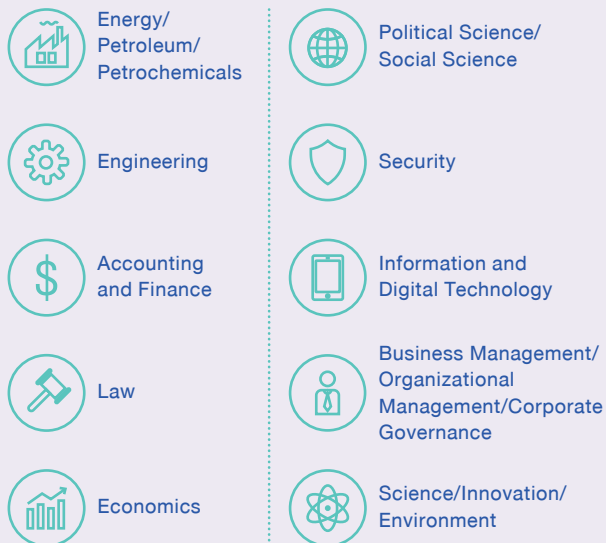 Energy/
Petroleum/
Petrochemicals
Engineering
$
Accounting
and Finance
Law
Economics
Political Science/
Social Science
Security
Information and
Digital Technology
Business Management/
Organizational
Management/Corporate
Governance
Science/Innovation/
Environment